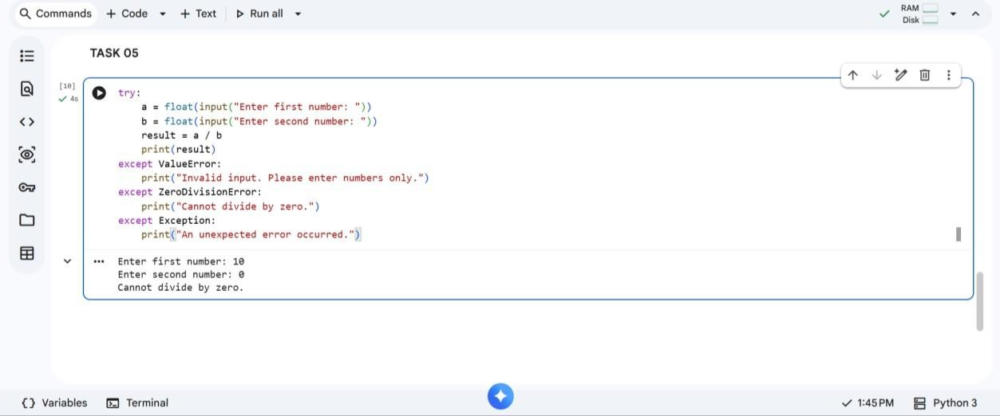 Commands + Code + Text Run all RAM
Disk
TASK 05
[10]
4s
try:
    a = float(input("Enter first number: "))
    b = float(input("Enter second number: "))
    result = a / b
    print(result)
except ValueError:
    print("Invalid input. Please enter numbers only.")
except ZeroDivisionError:
    print("Cannot divide by zero.")
except Exception:
    print("An unexpected error occurred.")
Enter first number: 10
Enter second number: 0
Cannot divide by zero.
{} Variables Terminal 1:45 PM Python 3